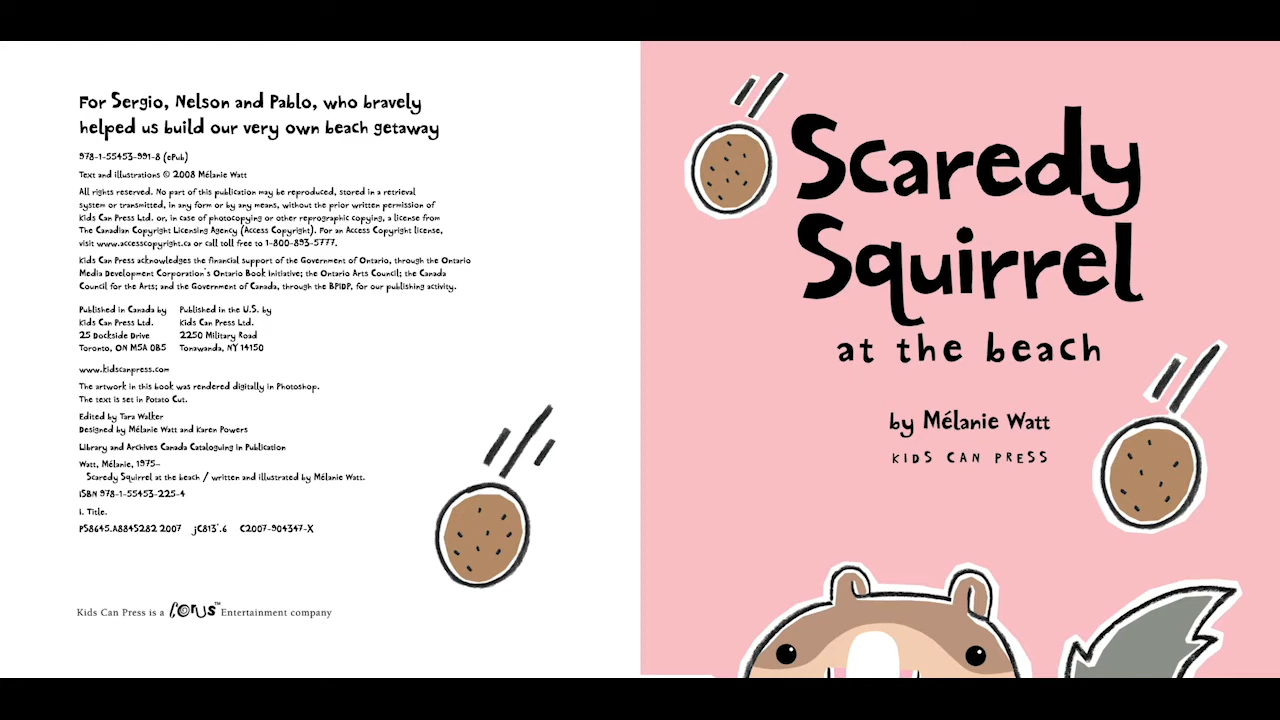 For Sergio, Nelson and Pablo, who bravely
helped us build our very own beach getaway
978-1-55453-991-8 (ePub)
Text and illustrations © 2008 Mélanie Watt
All rights reserved. No part of this publication may be reproduced, stored in a retrieval
system or transmitted, in any form or by any means, without the prior written permission of
Kids Can Press Ltd. or, in case of photocopying or other reprographic copying, a license from
The Canadian Copyright Licensing Agency (Access Copyright). For an Access Copyright license,
visit www.accesscopyright.ca or call toll free to 1-800-893-5777.
Kids Can Press acknowledges the financial support of the Government of Ontario, through the Ontario
Media Development Corporation's Ontario Book Initiative; the Ontario Arts Council; the Canada
Council for the Arts; and the Government of Canada, through the BPIDP, for our publishing activity.
Published in Canada by Published in the U.S. by
Kids Can Press Ltd. Kids Can Press Ltd.
25 Dockside Drive 2250 Military Road
Toronto, ON M5A 0B5 Tonawanda, NY 14150
www.kidscanpress.com
The artwork in this book was rendered digitally in Photoshop.
The text is set in Potato Cut.
Edited by Tara Walker
Designed by Mélanie Watt and Karen Powers
Library and Archives Canada Cataloguing in Publication
Watt, Mélanie, 1975–
Scaredy Squirrel at the beach / written and illustrated by Mélanie Watt.
ISBN 978-1-55453-225-4
I. Title.
PS8645.A8845282 2007 jC813'.6 C2007-904347-X
Kids Can Press is a Corus™ Entertainment company
Scaredy
Squirrel
at the beach
by Mélanie Watt
KIDS CAN PRESS